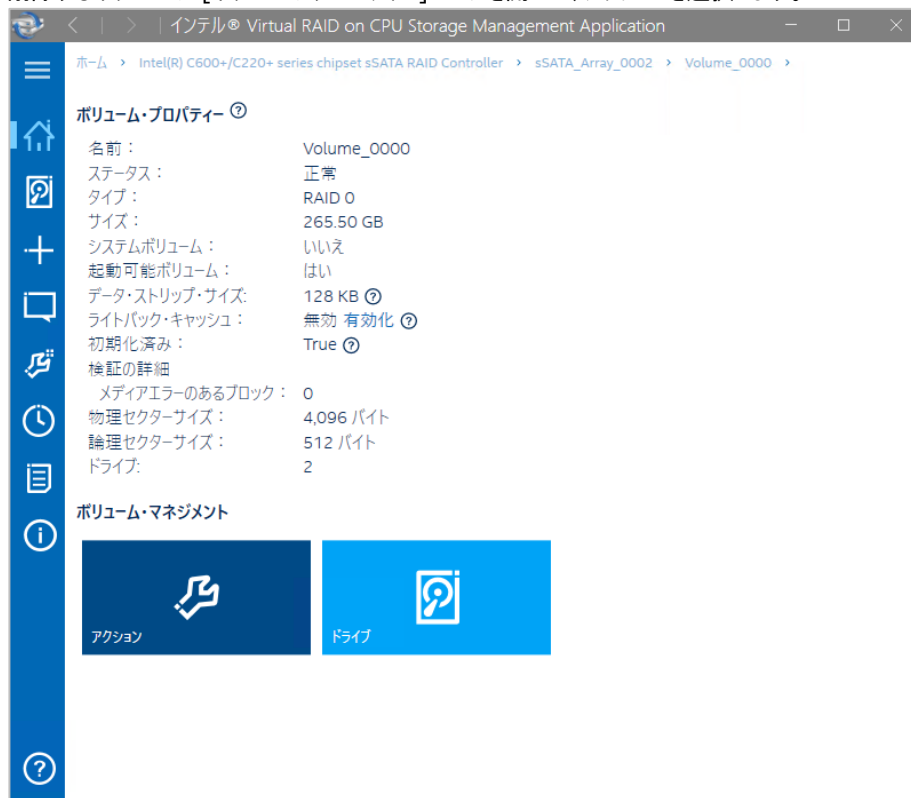 インテル® Virtual RAID on CPU Storage Management Application
ホーム › Intel(R) C600+/C220+ series chipset sSATA RAID Controller › sSATA_Array_0002 › Volume_0000 ›
ボリューム・プロパティー ?
名前： Volume_0000
ステータス： 正常
タイプ： RAID 0
サイズ： 265.50 GB
システムボリューム： いいえ
起動可能ボリューム： はい
データ・ストリップ・サイズ: 128 KB ?
ライトバック・キャッシュ： 無効 有効化 ?
初期化済み： True ?
検証の詳細
メディアエラーのあるブロック： 0
物理セクターサイズ： 4,096 バイト
論理セクターサイズ： 512 バイト
ドライブ: 2
ボリューム・マネジメント
アクション
ドライブ